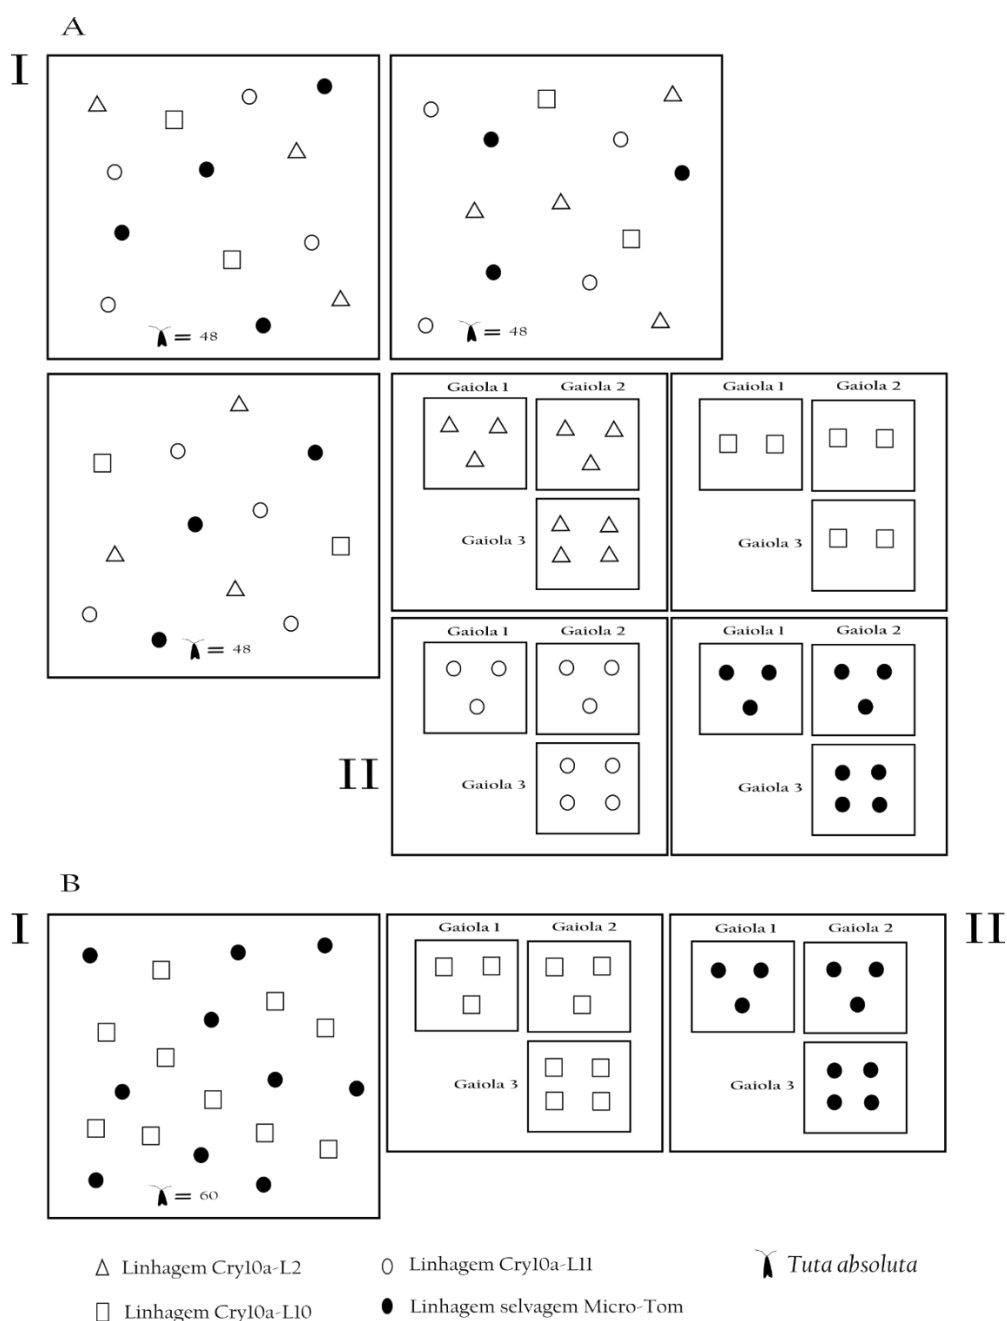 A
I
= 48
= 48
= 48
Gaiola 1 Gaiola 2
Gaiola 3
Gaiola 1 Gaiola 2
Gaiola 3
II
Gaiola 1 Gaiola 2
Gaiola 3
Gaiola 1 Gaiola 2
Gaiola 3
B
I
= 60
Gaiola 1 Gaiola 2
Gaiola 3
Gaiola 1 Gaiola 2
Gaiola 3
II
Linhagem Cry10a-L2
Linhagem Cry10a-L11
Tuta absoluta
Linhagem Cry10a-L10
Linhagem selvagem Micro-Tom